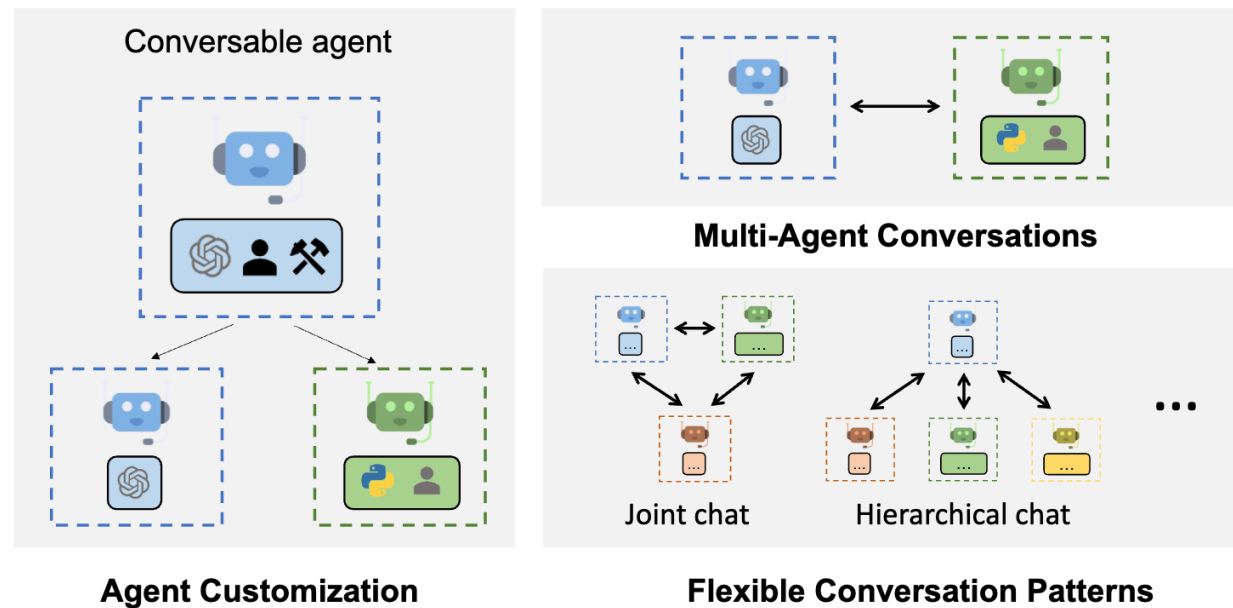 Conversable agent
Agent Customization
Multi-Agent Conversations
...
...
...
...
...
...
...
...
Joint chat
Hierarchical chat
Flexible Conversation Patterns